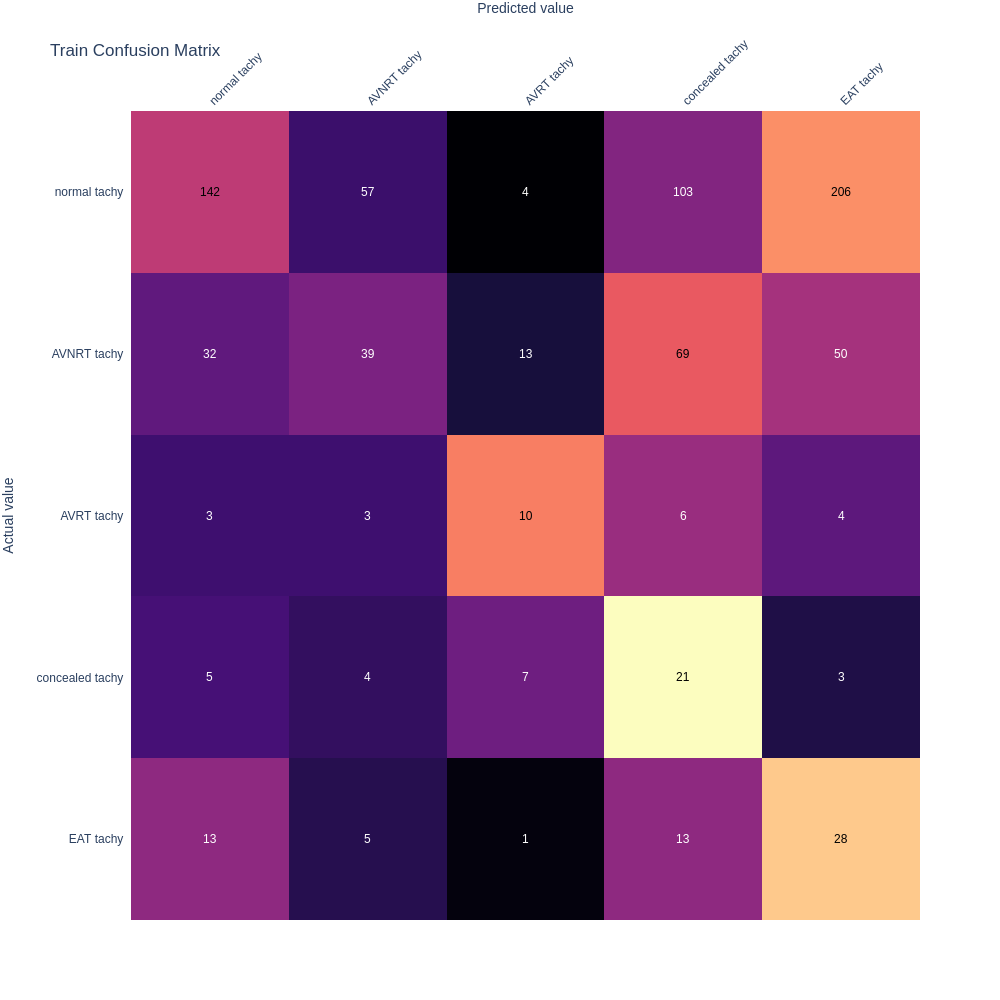 Predicted value
Train Confusion Matrix
normal tachy AVNRT tachy AVRT tachy concealed tachy EAT tachy
Actual value
normal tachy 142 57 4 103 206
AVNRT tachy 32 39 13 69 50
AVRT tachy 3 3 10 6 4
concealed tachy 5 4 7 21 3
EAT tachy 13 5 1 13 28